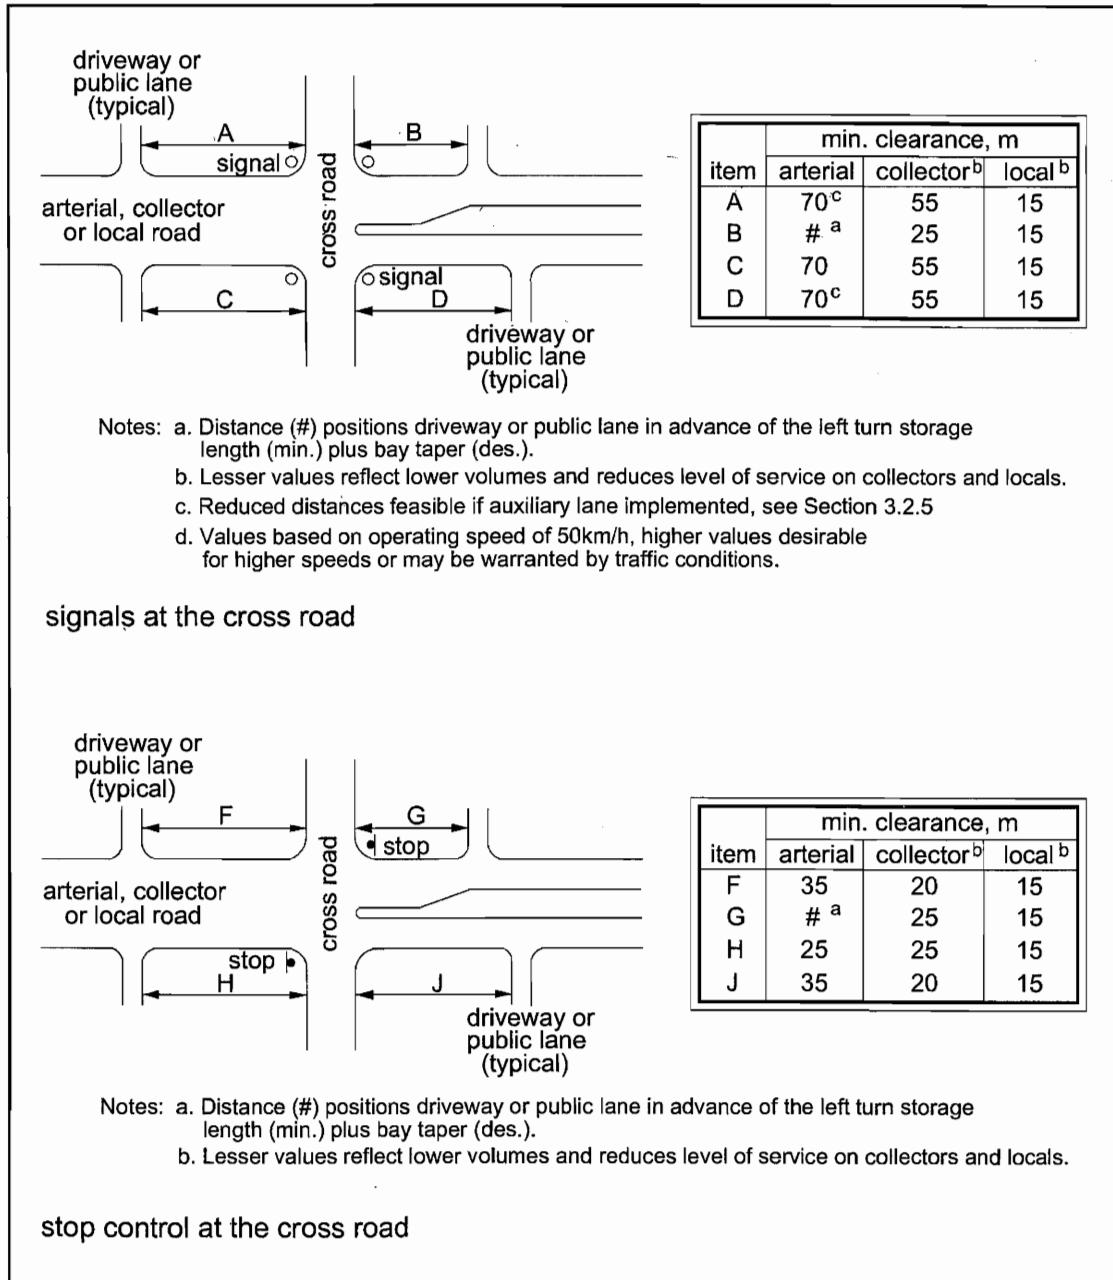 driveway or
public lane
(typical)
A
B
signal
cross road
arterial, collector
or local road
signal
C
D
driveway or
public lane
(typical)
min. clearance, m
item arterial collector b local b
A 70 c 55 15
B # a 25 15
C 70 55 15
D 70 c 55 15
Notes: a. Distance (#) positions driveway or public lane in advance of the left turn storage
length (min.) plus bay taper (des.).
b. Lesser values reflect lower volumes and reduces level of service on collectors and locals.
c. Reduced distances feasible if auxiliary lane implemented, see Section 3.2.5
d. Values based on operating speed of 50km/h, higher values desirable
for higher speeds or may be warranted by traffic conditions.
signals at the cross road
driveway or
public lane
(typical)
F
G
stop
cross road
arterial, collector
or local road
stop
H
J
driveway or
public lane
(typical)
min. clearance, m
item arterial collector b local b
F 35 20 15
G # a 25 15
H 25 25 15
J 35 20 15
Notes: a. Distance (#) positions driveway or public lane in advance of the left turn storage
length (min.) plus bay taper (des.).
b. Lesser values reflect lower volumes and reduces level of service on collectors and locals.
stop control at the cross road